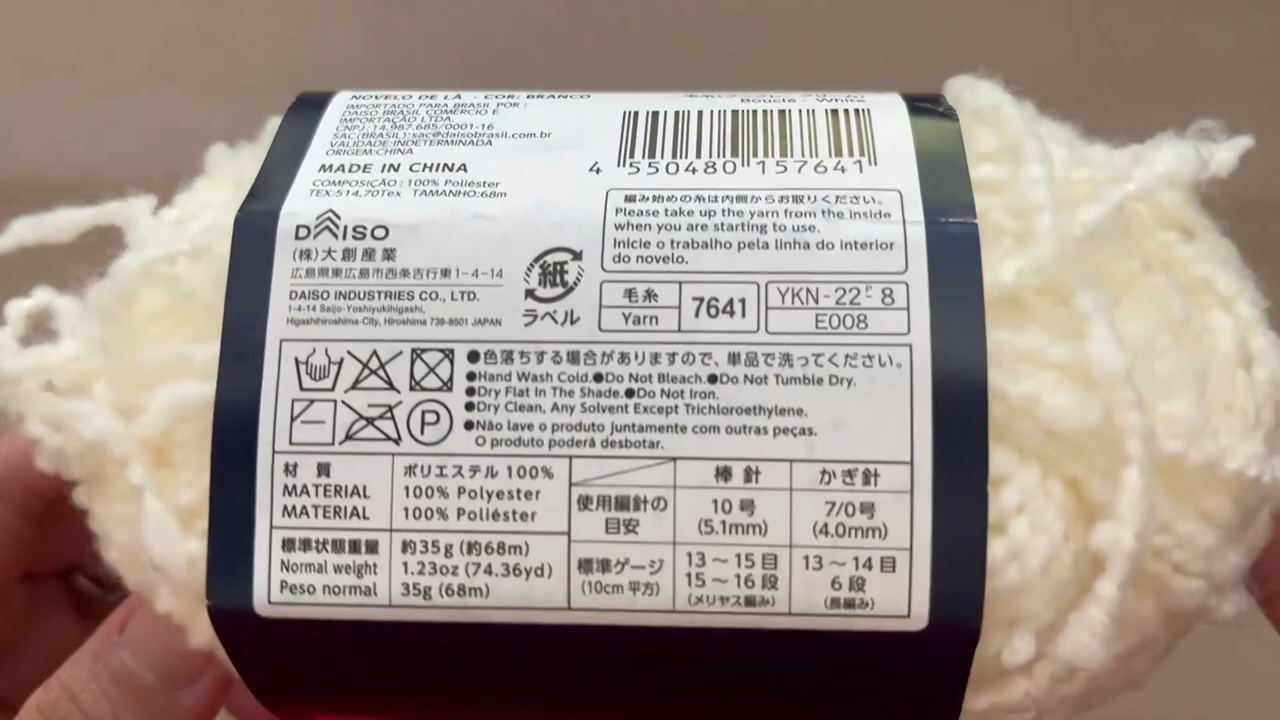 NOVELO DE LÃ - COR: BRANCO
IMPORTADO PARA BRASIL POR :
DAISO BRASIL COMÉRCIO E
IMPORTAÇÃO LTDA.
CNPJ:14.987.685/0001-16
SAC(BRASIL):sac@daisobrasil.com.br
VALIDADE:INDETERMINADA
ORIGEM:CHINA
MADE IN CHINA
COMPOSIÇÃO : 100% Poliéster
TEX:514,70Tex TAMANHO:68m
DAISO
(株)大創産業
広島県東広島市西条吉行東1-4-14
DAISO INDUSTRIES CO., LTD.
1-4-14 Saijo-Yoshiyukihigashi,
Higashihiroshima-City, Hiroshima 739-8501 JAPAN
紙
ラベル
Bouclé - White
4 550480 157641
編み始めの糸は内側からお取りください。
Please take up the yarn from the inside
when you are starting to use.
Inicie o trabalho pela linha do interior
do novelo.
毛糸
Yarn
7641
YKN-22 P-8
E008
●色落ちする場合がありますので、単品で洗ってください。
●Hand Wash Cold.●Do Not Bleach.●Do Not Tumble Dry.
●Dry Flat In The Shade.●Do Not Iron.
●Dry Clean, Any Solvent Except Trichloroethylene.
●Não lave o produto juntamente com outras peças.
O produto poderá desbotar.
P
材 質 ポリエステル 100%
MATERIAL 100% Polyester
MATERIAL 100% Poliéster
標準状態重量 約35g (約68m)
Normal weight 1.23oz (74.36yd)
Peso normal 35g (68m)
棒 針 かぎ針
使用編針の目安 10号 (5.1mm) 7/0号 (4.0mm)
標準ゲージ (10cm 平方) 13～15目 15～16段 (メリヤス編み) 13～14目 6段 (長編み)